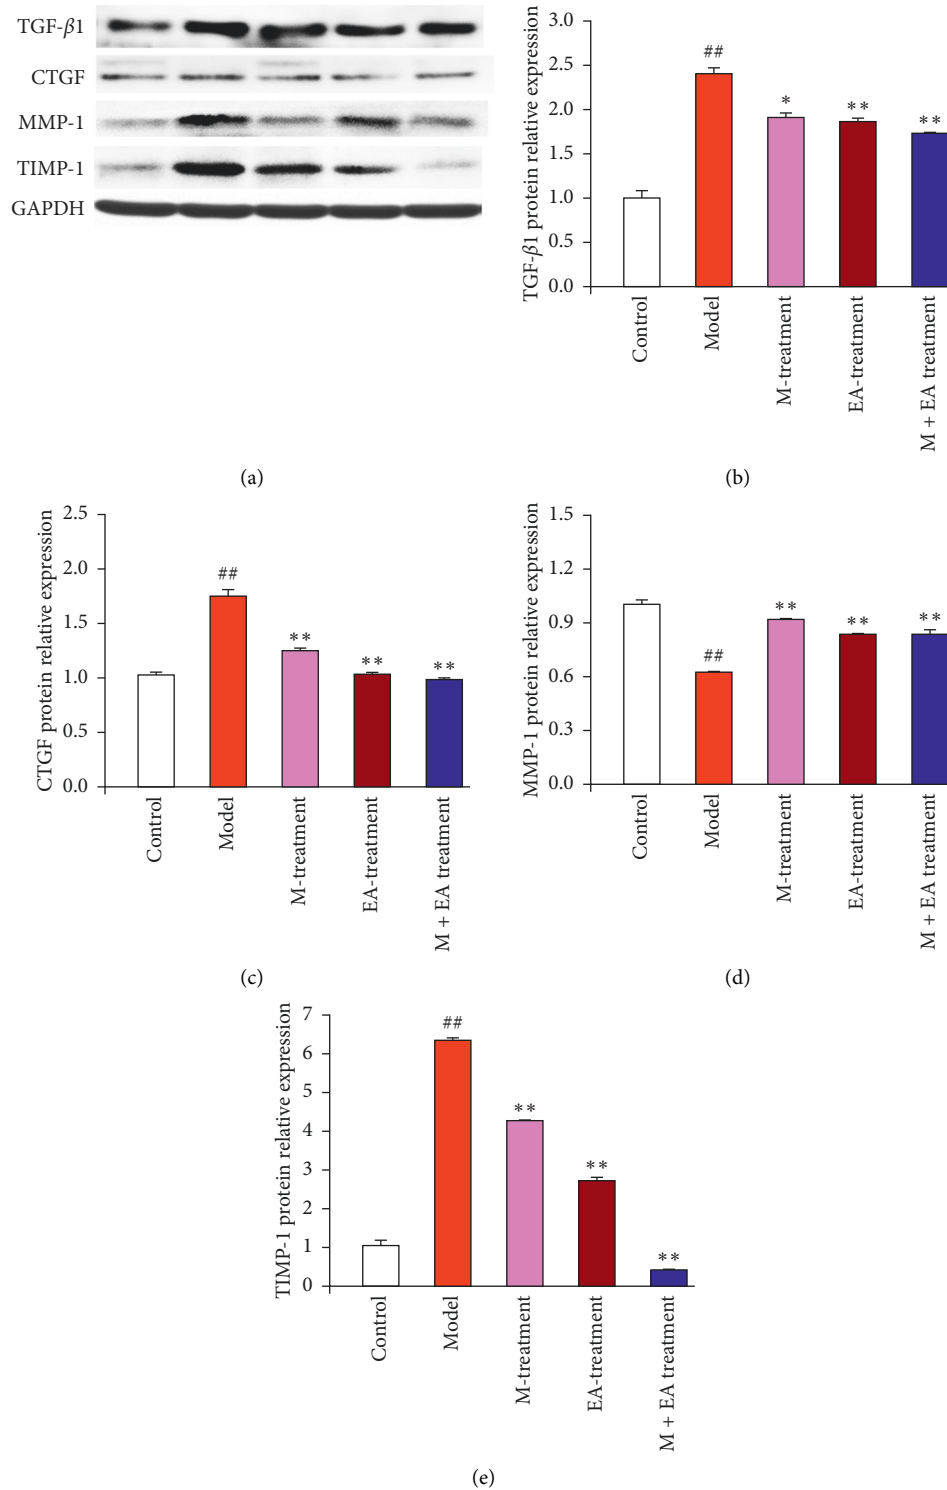 TGF-β1
CTGF
MMP-1
TIMP-1
GAPDH
(a)
TGF-β1 protein relative expression
3.0
2.5
2.0
1.5
1.0
0.5
0.0
##
*
**
**
Control
Model
M-treatment
EA-treatment
M + EA treatment
(b)
CTGF protein relative expression
2.5
2.0
1.5
1.0
0.5
0.0
##
**
**
**
Control
Model
M-treatment
EA-treatment
M + EA treatment
(c)
MMP-1 protein relative expression
1.5
1.2
0.9
0.6
0.3
0.0
##
**
**
**
Control
Model
M-treatment
EA-treatment
M + EA treatment
(d)
TIMP-1 protein relative expression
7
6
5
4
3
2
1
0
##
**
**
**
Control
Model
M-treatment
EA-treatment
M + EA treatment
(e)